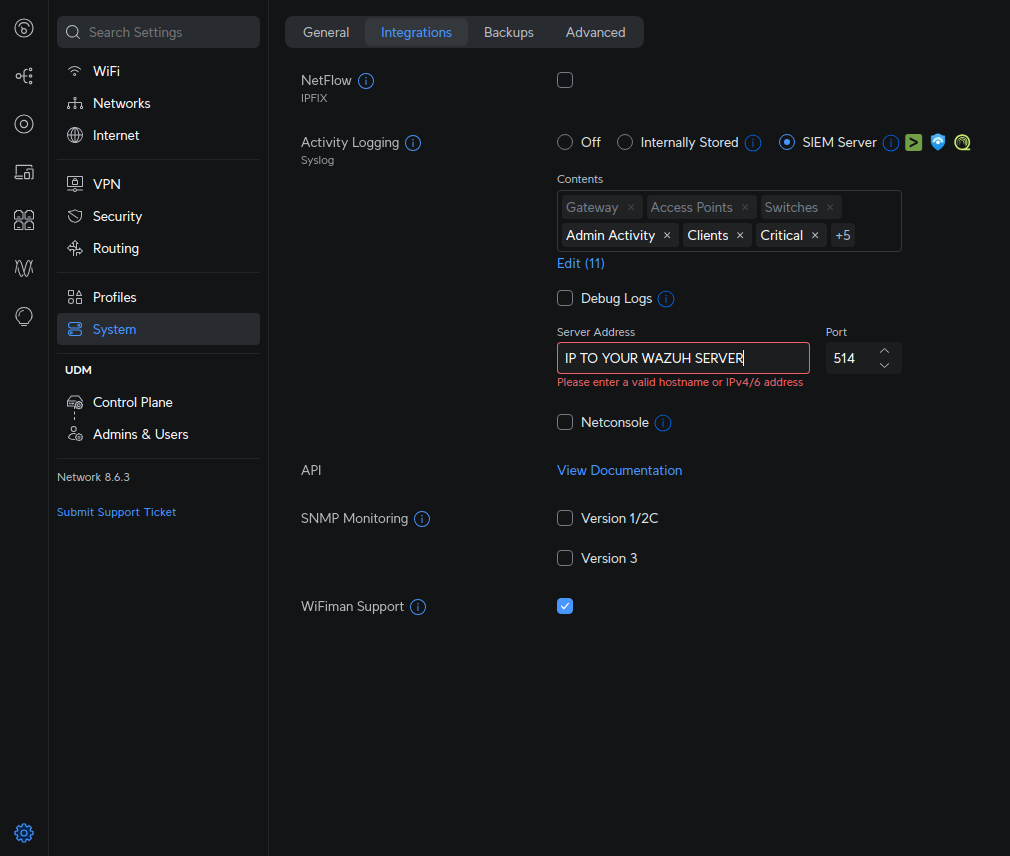 Search Settings
WiFi
Networks
Internet
VPN
Security
Routing
Profiles
System
UDM
Control Plane
Admins & Users
Network 8.6.3
Submit Support Ticket
General Integrations Backups Advanced
NetFlow
IPFIX
Activity Logging Off Internally Stored SIEM Server
Syslog
Contents
Gateway × Access Points × Switches ×
Admin Activity × Clients × Critical × +5
Edit (11)
Debug Logs
Server Address Port
IP TO YOUR WAZUH SERVER 514
Please enter a valid hostname or IPv4/6 address
Netconsole
API View Documentation
SNMP Monitoring Version 1/2C
Version 3
WiFiman Support